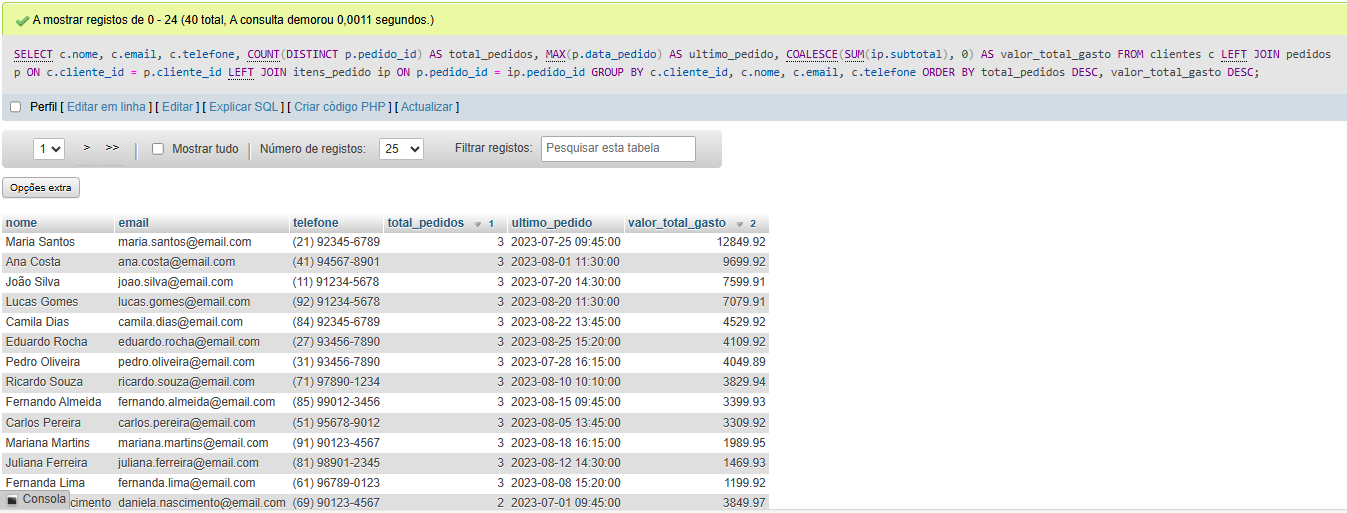 A mostrar registos de 0 - 24 (40 total, A consulta demorou 0,0011 segundos.)
SELECT c.nome, c.email, c.telefone, COUNT(DISTINCT p.pedido_id) AS total_pedidos, MAX(p.data_pedido) AS ultimo_pedido, COALESCE(SUM(ip.subtotal), 0) AS valor_total_gasto FROM clientes c LEFT JOIN pedidos
p ON c.cliente_id = p.cliente_id LEFT JOIN itens_pedido ip ON p.pedido_id = ip.pedido_id GROUP BY c.cliente_id, c.nome, c.email, c.telefone ORDER BY total_pedidos DESC, valor_total_gasto DESC;
Perfil [ Editar em linha ] [ Editar ] [ Explicar SQL ] [ Criar código PHP ] [ Actualizar ]
1 > >> | Mostrar tudo | Número de registos: 25 Filtrar registos: Pesquisar esta tabela
Opções extra
nome email telefone total_pedidos 1 ultimo_pedido valor_total_gasto 2
Maria Santos maria.santos@email.com (21) 92345-6789 3 2023-07-25 09:45:00 12849.92
Ana Costa ana.costa@email.com (41) 94567-8901 3 2023-08-01 11:30:00 9699.92
João Silva joao.silva@email.com (11) 91234-5678 3 2023-07-20 14:30:00 7599.91
Lucas Gomes lucas.gomes@email.com (92) 91234-5678 3 2023-08-20 11:30:00 7079.91
Camila Dias camila.dias@email.com (84) 92345-6789 3 2023-08-22 13:45:00 4529.92
Eduardo Rocha eduardo.rocha@email.com (27) 93456-7890 3 2023-08-25 15:20:00 4109.92
Pedro Oliveira pedro.oliveira@email.com (31) 93456-7890 3 2023-07-28 16:15:00 4049.89
Ricardo Souza ricardo.souza@email.com (71) 97890-1234 3 2023-08-10 10:10:00 3829.94
Fernando Almeida fernando.almeida@email.com (85) 99012-3456 3 2023-08-15 09:45:00 3399.93
Carlos Pereira carlos.pereira@email.com (51) 95678-9012 3 2023-08-05 13:45:00 3309.92
Mariana Martins mariana.martins@email.com (91) 90123-4567 3 2023-08-18 16:15:00 1989.95
Juliana Ferreira juliana.ferreira@email.com (81) 98901-2345 3 2023-08-12 14:30:00 1469.93
Fernanda Lima fernanda.lima@email.com (61) 96789-0123 3 2023-08-08 15:20:00 1199.92
Consola cimento daniela.nascimento@email.com (69) 90123-4567 2 2023-07-01 09:45:00 3849.97